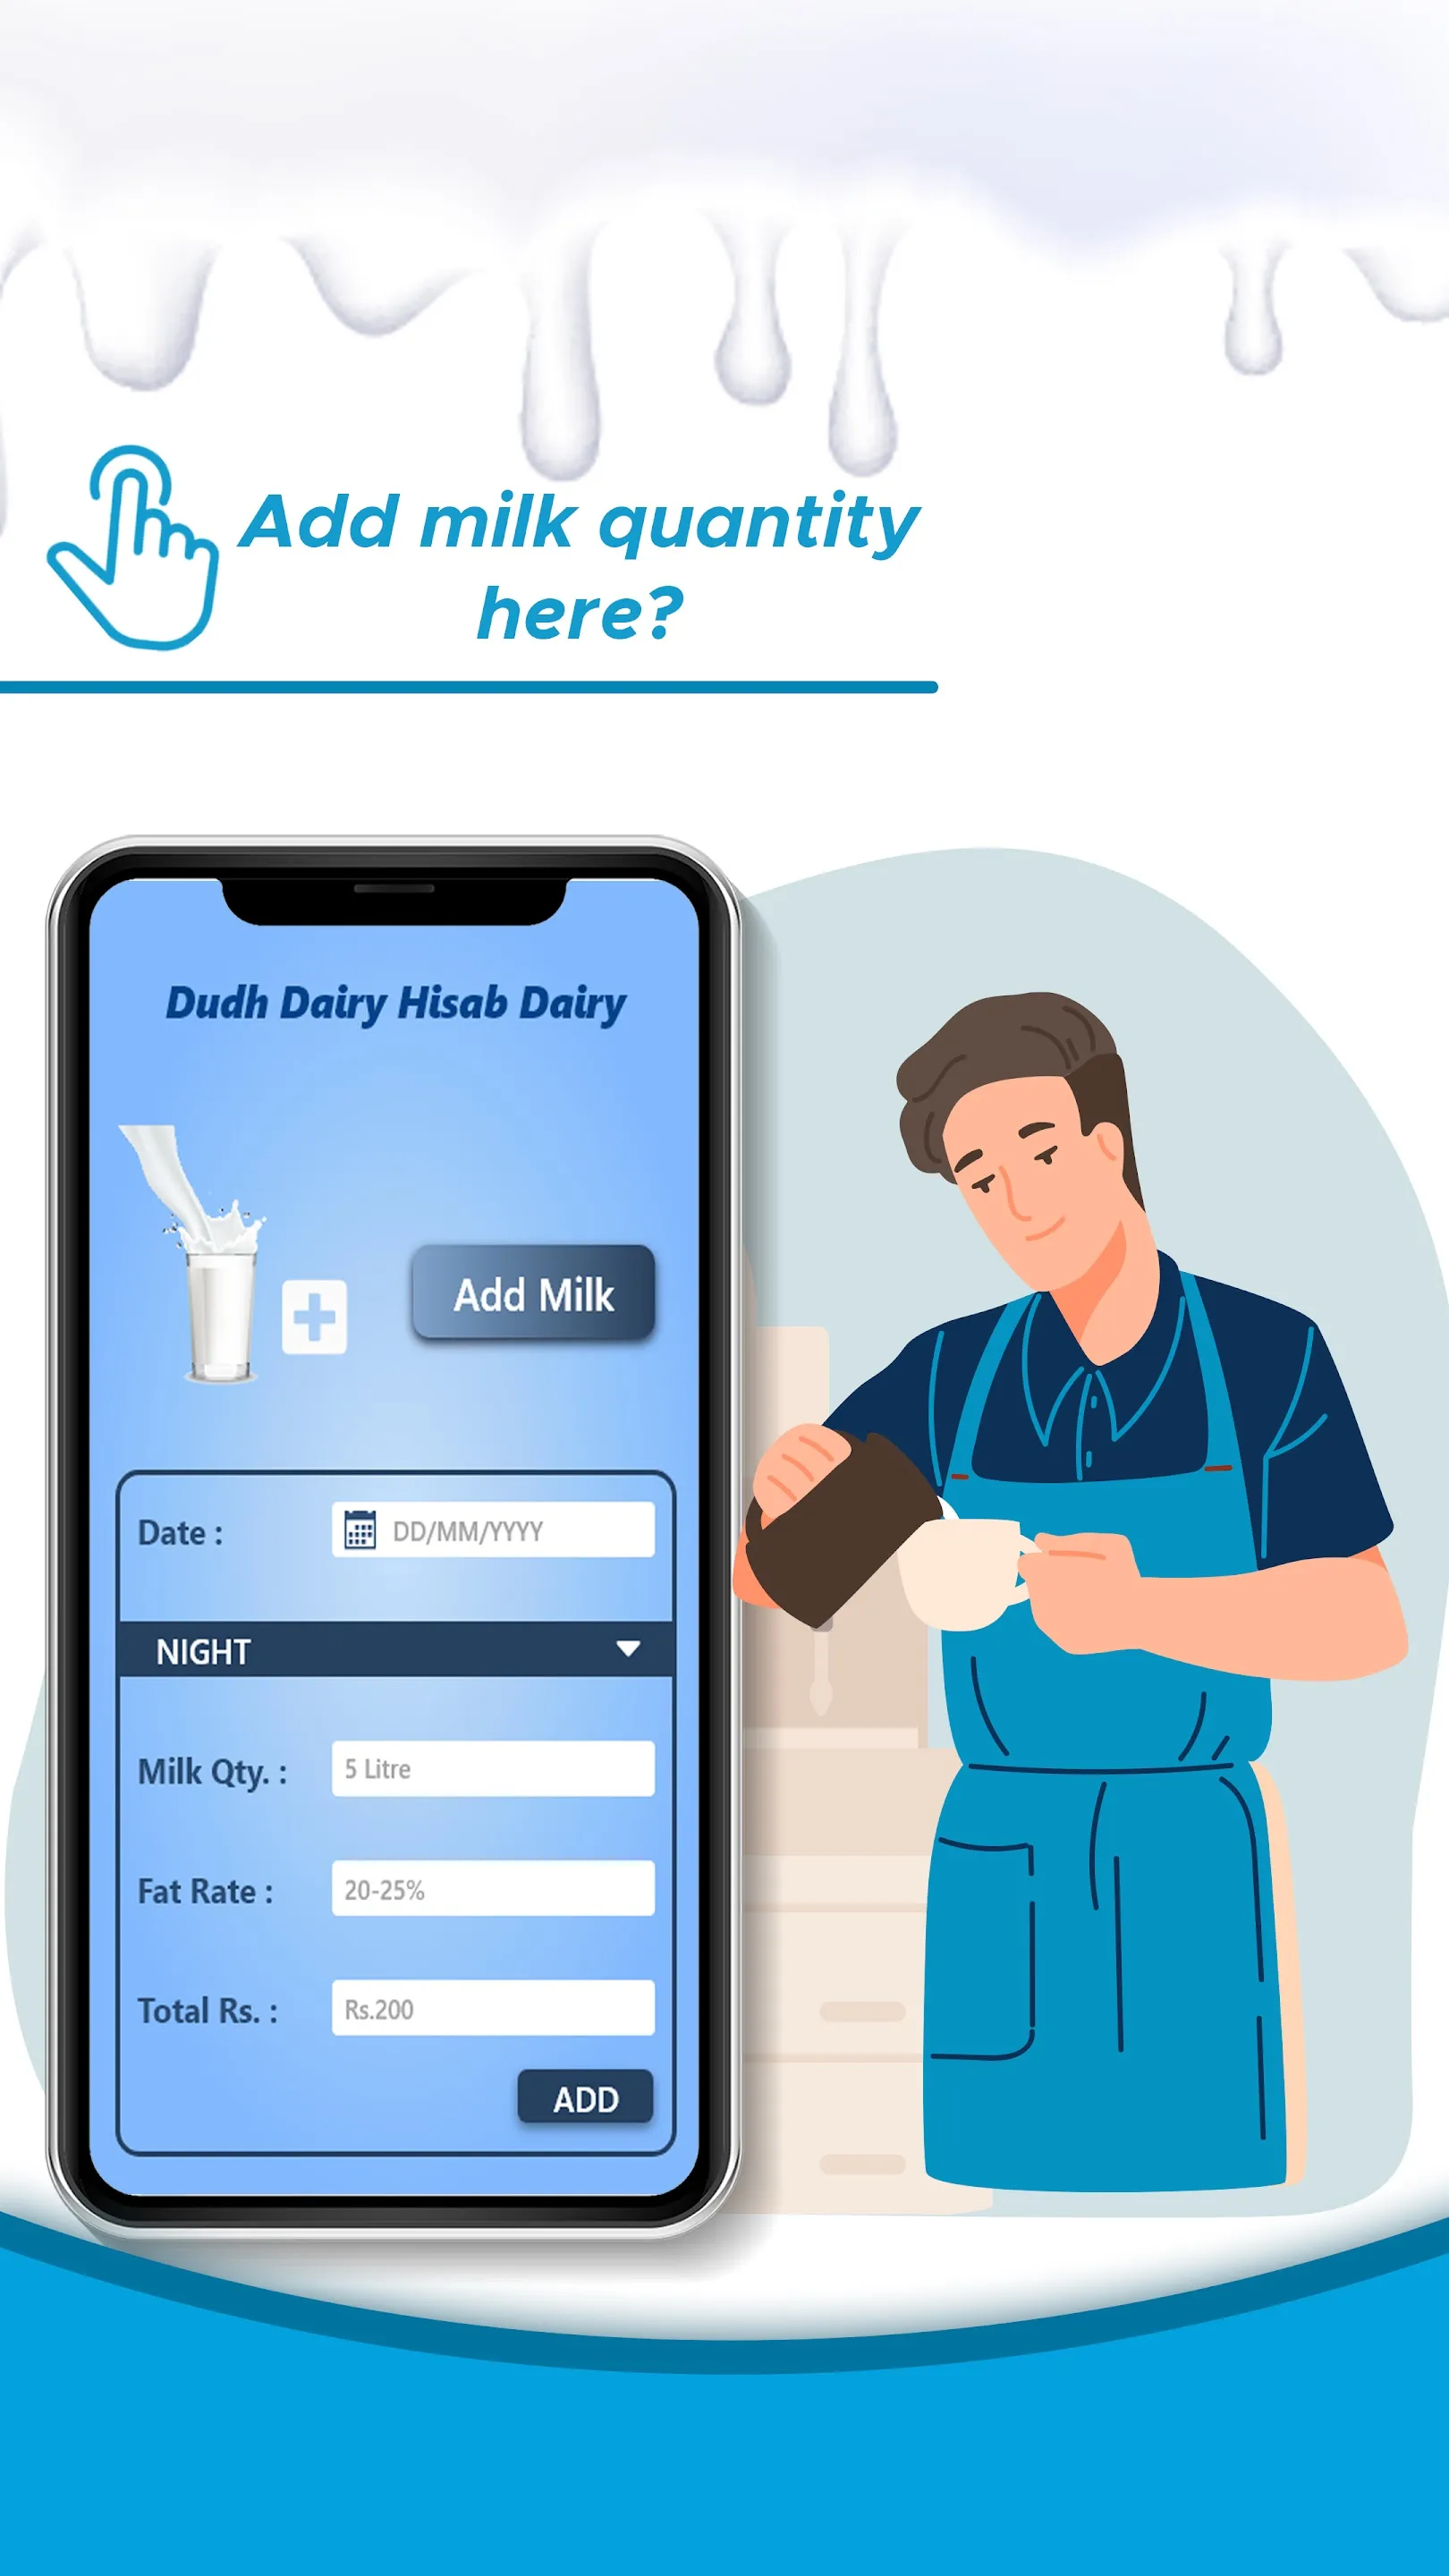 Add milk quantity
here?
Dudh Dairy Hisab Dairy
Add Milk
Date :
DD/MM/YYYY
NIGHT
Milk Qty. :
5 Litre
Fat Rate :
20-25%
Total Rs. :
Rs.200
ADD